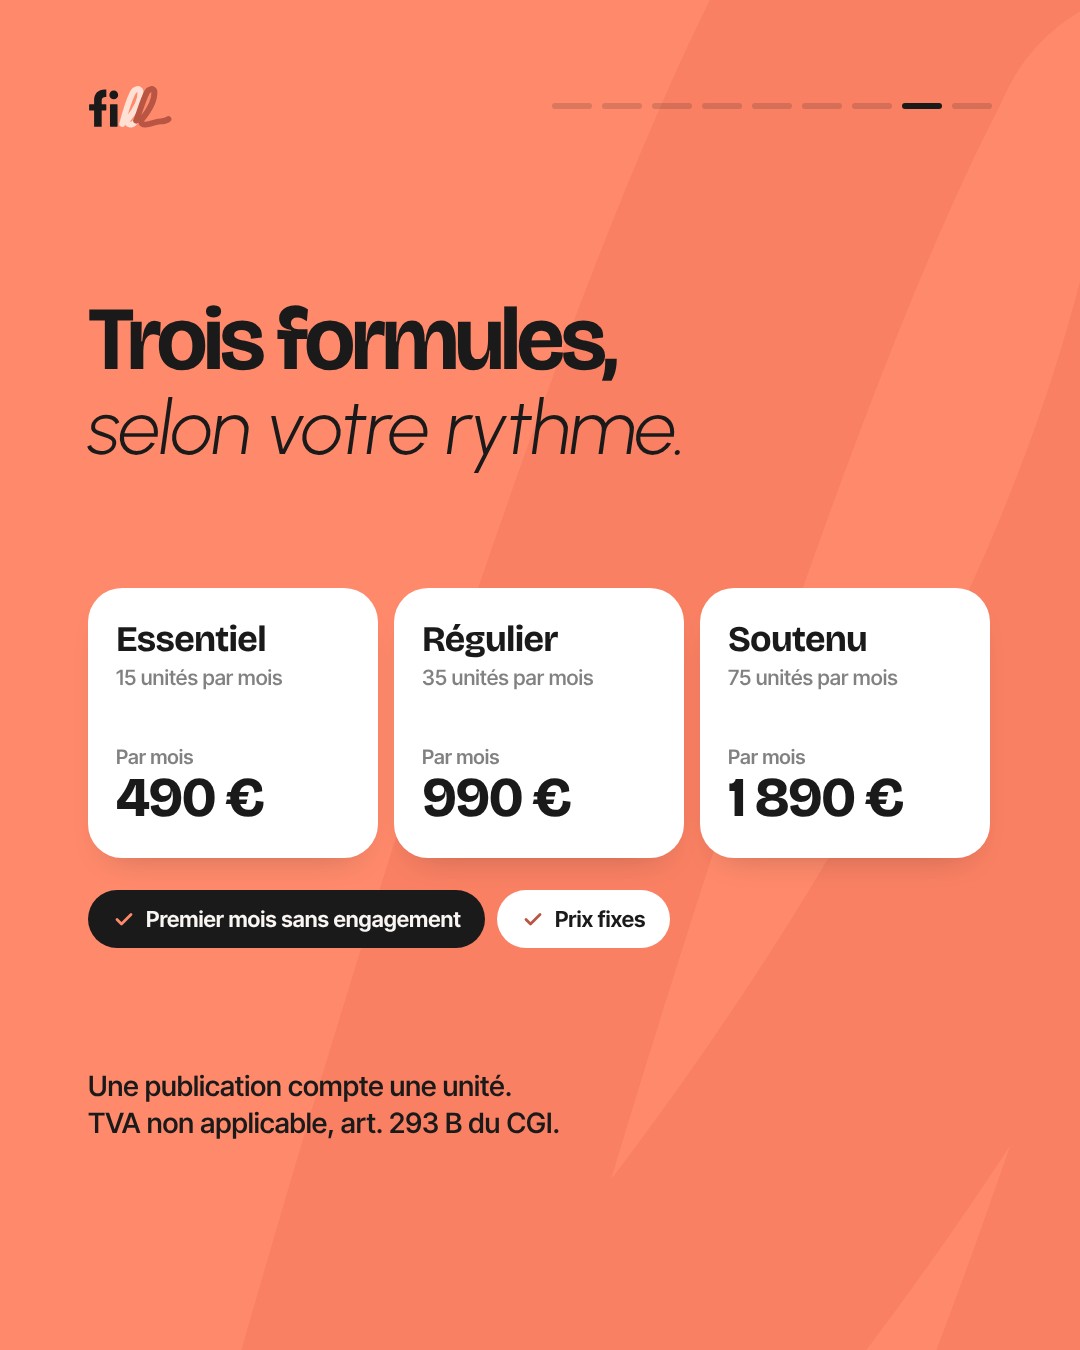 fill
Trois formules,
selon votre rythme.
Essentiel
15 unités par mois
Par mois
490 €
Régulier
35 unités par mois
Par mois
990 €
Soutenu
75 unités par mois
Par mois
1 890 €
Premier mois sans engagement
Prix fixes
Une publication compte une unité.
TVA non applicable, art. 293 B du CGI.